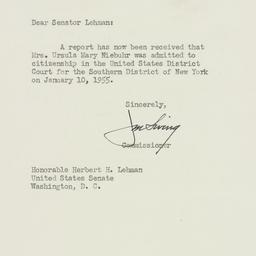 Dear Senator Lehman:
A report has now been received that
Mrs. Ursula Mary Niebuhr was admitted to
citizenship in the United States District
Court for the Southern District of New York
on January 10, 1955.
Sincerely,
Commissioner
Honorable Herbert H. Lehman
United States Senate
Washington, D. C.